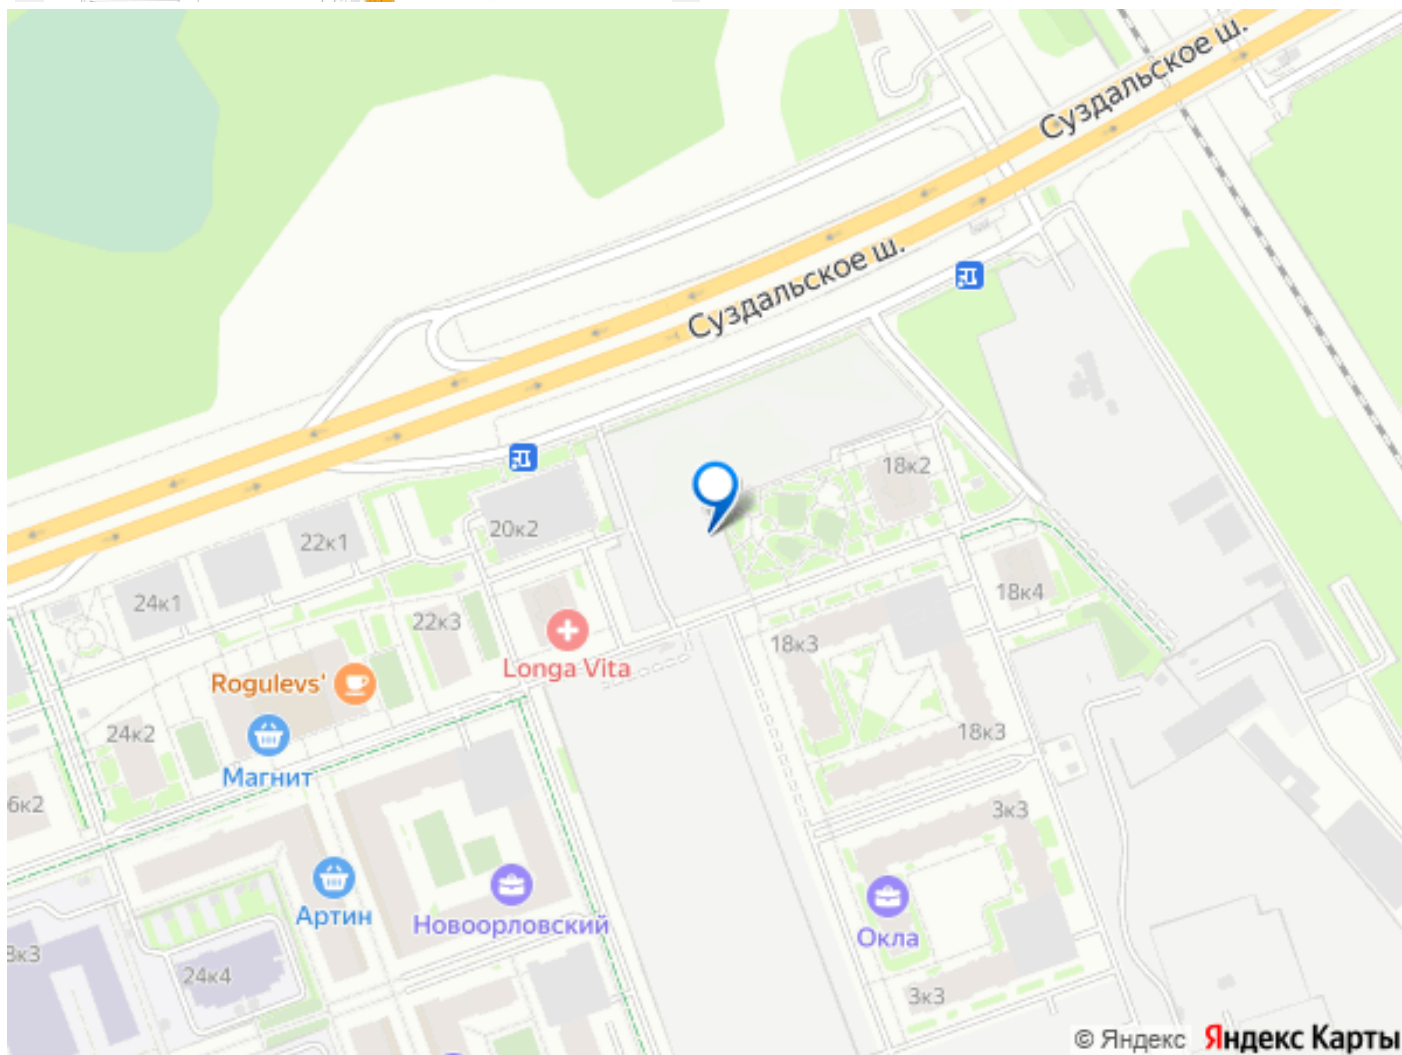 Суздальское ш.
Суздальское ш.
18к2
20к2
22к1
18к4
24к1
22к3
18к3
Longa Vita
Rogulevs'
24к2
18к3
Магнит
6к2
3к3
Артин
Новоорловский
Окла
3к3
24к4
3к3
© Яндекс Яндекс Карты